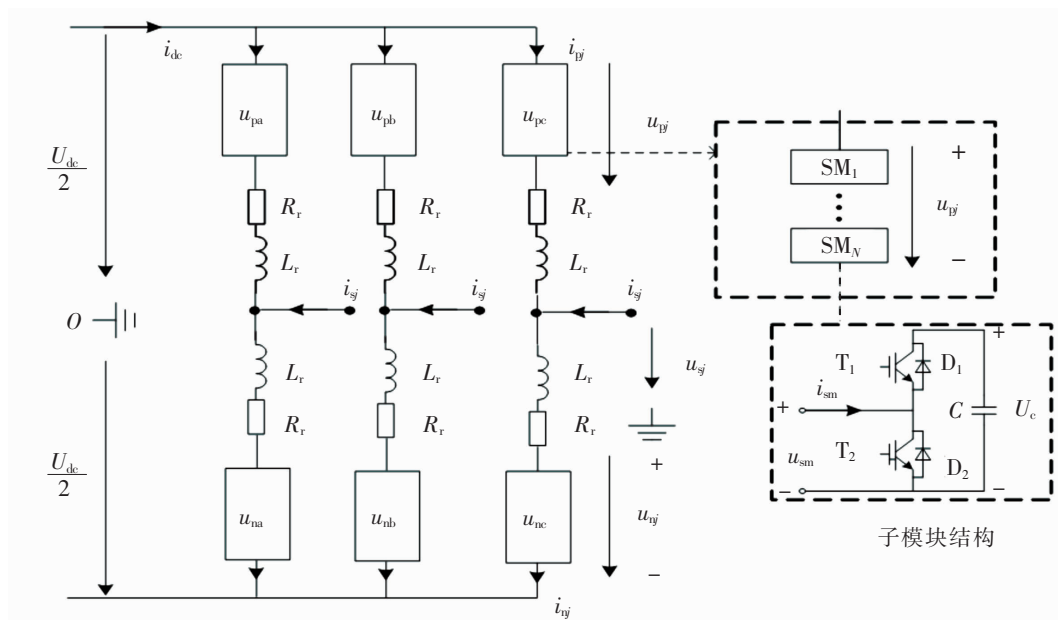 i_dc
i_pj
u_pa
u_pb
u_pc
u_pj
U_dc/2
R_r
R_r
R_r
L_r
L_r
L_r
SM_1
SM_N
+
u_pj
−
O
i_sj
i_sj
i_sj
u_sj
L_r
L_r
L_r
R_r
R_r
R_r
U_dc/2
u_na
u_nb
u_nc
+
u_nj
−
i_nj
T_1
D_1
+
i_sm
+
C
U_c
u_sm
T_2
D_2
−
−
子模块结构